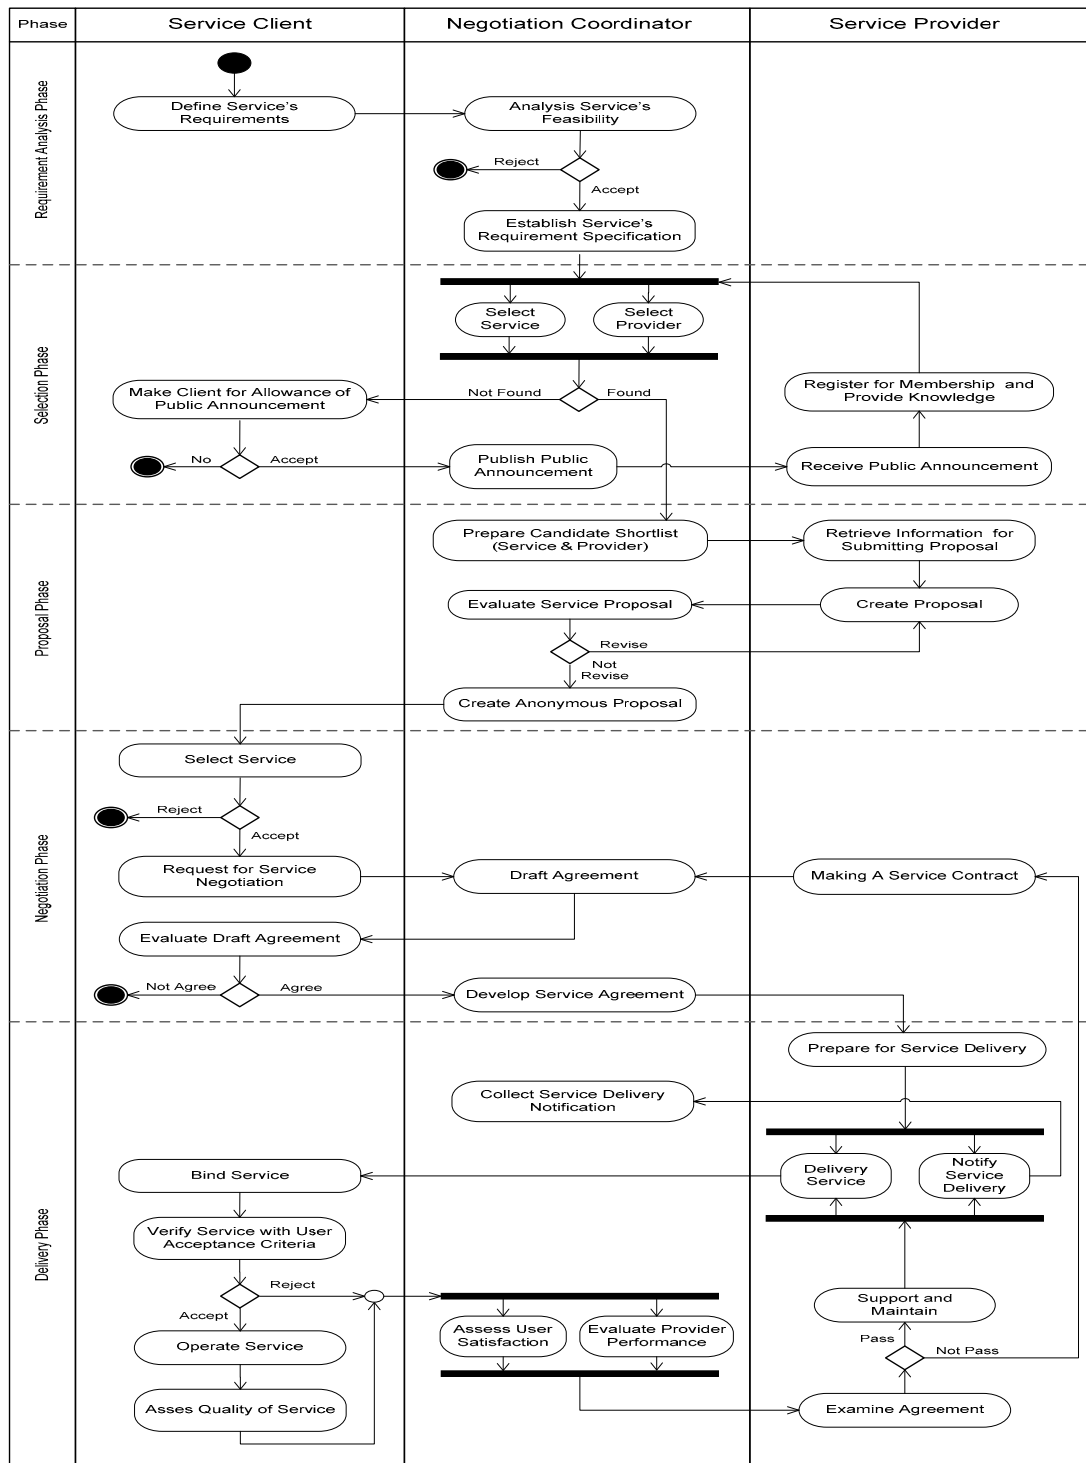 Phase
Service Client
Negotiation Coordinator
Service Provider
Requirement Analysis Phase
Define Service's
Requirements
Analysis Service's
Feasibility
Reject
Accept
Establish Service's
Requirement Specification
Selection Phase
Select
Service
Select
Provider
Make Client for Allowance of
Public Announcement
Not Found
Found
Register for Membership and
Provide Knowledge
No
Accept
Publish Public
Announcement
Receive Public Announcement
Proposal Phase
Prepare Candidate Shortlist
(Service & Provider)
Retrieve Information for
Submitting Proposal
Evaluate Service Proposal
Create Proposal
Revise
Not
Revise
Create Anonymous Proposal
Negotiation Phase
Select Service
Reject
Accept
Request for Service
Negotiation
Draft Agreement
Making A Service Contract
Evaluate Draft Agreement
Not Agree
Agree
Develop Service Agreement
Delivery Phase
Prepare for Service Delivery
Collect Service Delivery
Notification
Bind Service
Delivery
Service
Notify
Service
Delivery
Verify Service with User
Acceptance Criteria
Reject
Accept
Support and
Maintain
Operate Service
Assess User
Satisfaction
Evaluate Provider
Performance
Pass
Not Pass
Asses Quality of Service
Examine Agreement